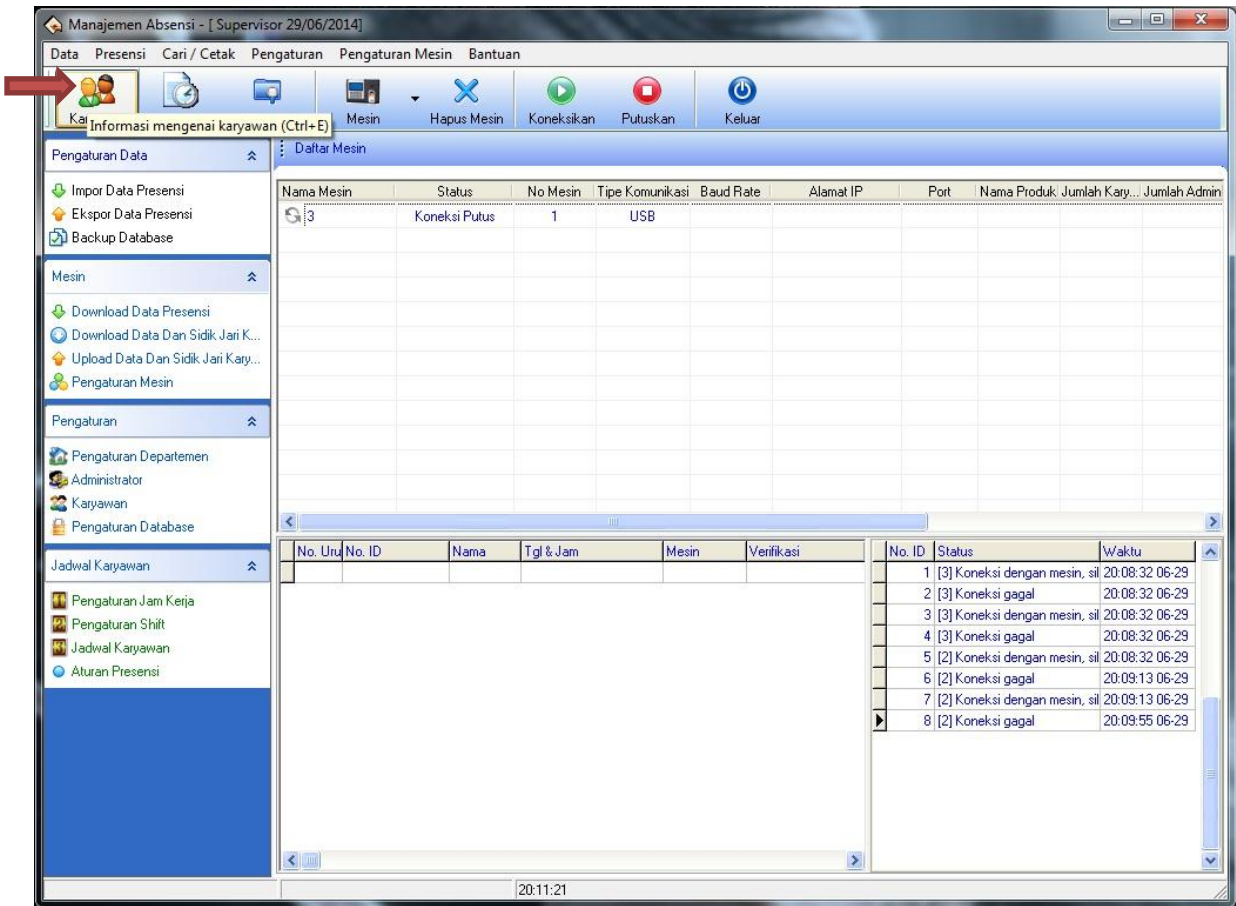 Manajemen Absensi - [ Supervisor 29/06/2014]
Data Presensi Cari / Cetak Pengaturan Pengaturan Mesin Bantuan
Mesin Hapus Mesin Koneksikan Putuskan Keluar
Informasi mengenai karyawan (Ctrl+E)
Pengaturan Data
Impor Data Presensi
Ekspor Data Presensi
Backup Database
Mesin
Download Data Presensi
Download Data Dan Sidik Jari K...
Upload Data Dan Sidik Jari Kary...
Pengaturan Mesin
Pengaturan
Pengaturan Departemen
Administrator
Karyawan
Pengaturan Database
Jadwal Karyawan
1 Pengaturan Jam Kerja
2 Pengaturan Shift
3 Jadwal Karyawan
Aturan Presensi
Daftar Mesin
Nama Mesin Status No Mesin Tipe Komunikasi Baud Rate Alamat IP Port Nama Produk Jumlah Kary... Jumlah Admin
3 Koneksi Putus 1 USB
No. Uru No. ID Nama Tgl & Jam Mesin Verifikasi
No. ID Status Waktu
1 [3] Koneksi dengan mesin, sil 20:08:32 06-29
2 [3] Koneksi gagal 20:08:32 06-29
3 [3] Koneksi dengan mesin, sil 20:08:32 06-29
4 [3] Koneksi gagal 20:08:32 06-29
5 [2] Koneksi dengan mesin, sil 20:08:32 06-29
6 [2] Koneksi gagal 20:09:13 06-29
7 [2] Koneksi dengan mesin, sil 20:09:13 06-29
8 [2] Koneksi gagal 20:09:55 06-29
20:11:21